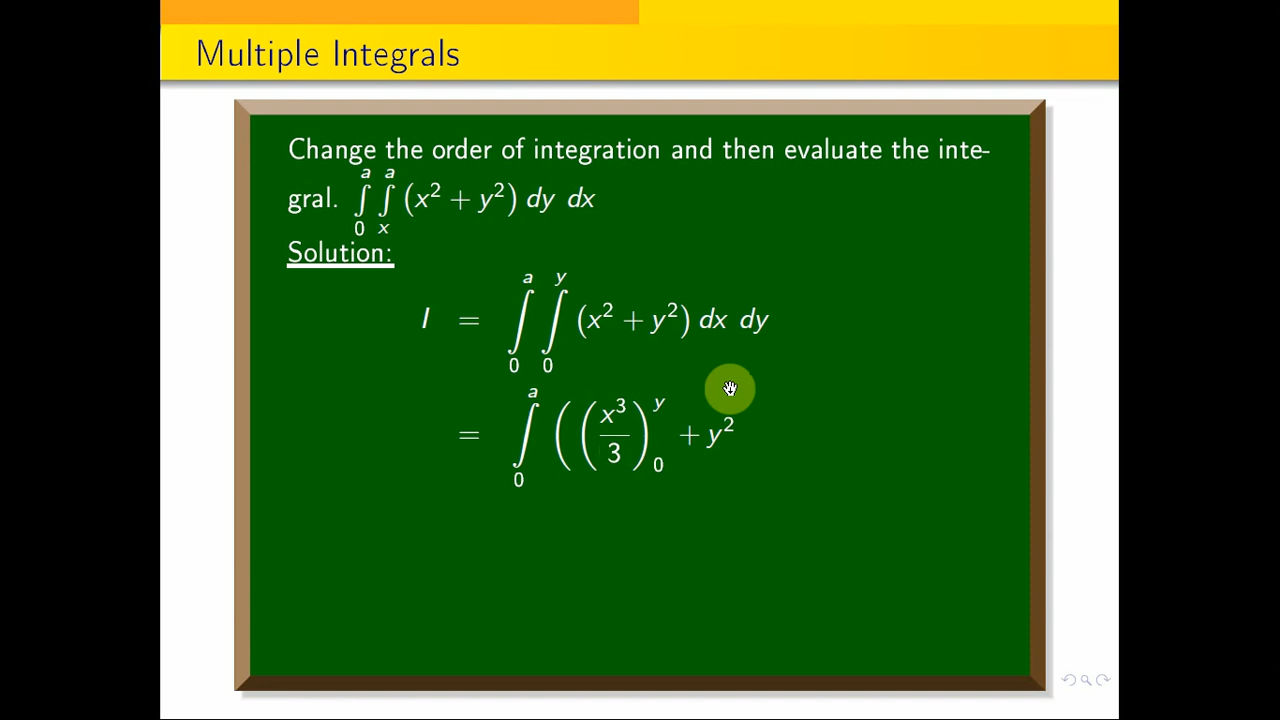 Multiple Integrals
Change the order of integration and then evaluate the inte-
gral. ∫₀ᵃ ∫ₓᵃ (x² + y²) dy dx
Solution:
I = ∫₀ᵃ ∫₀ʸ (x² + y²) dx dy
= ∫₀ᵃ ( (x³/3)₀ʸ + y²